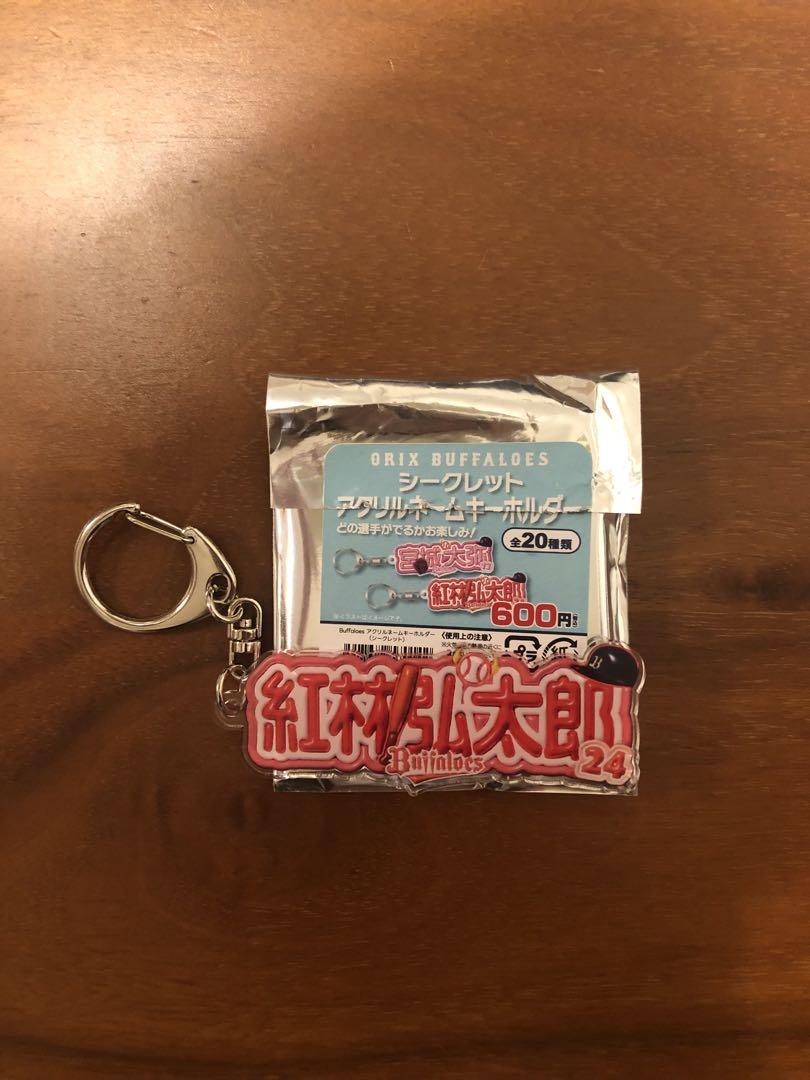 ORIX BUFFALOES
シークレット
アクリルネームキーホルダー
どの選手がでるかお楽しみ!
全20種類
宮城大弥
紅林弘太郎
600円
Buffaloes アクリルネームキーホルダー
(シークレット)
〈使用上の注意〉
プラ
紙
B
紅林弘太郎
Buffaloes
24